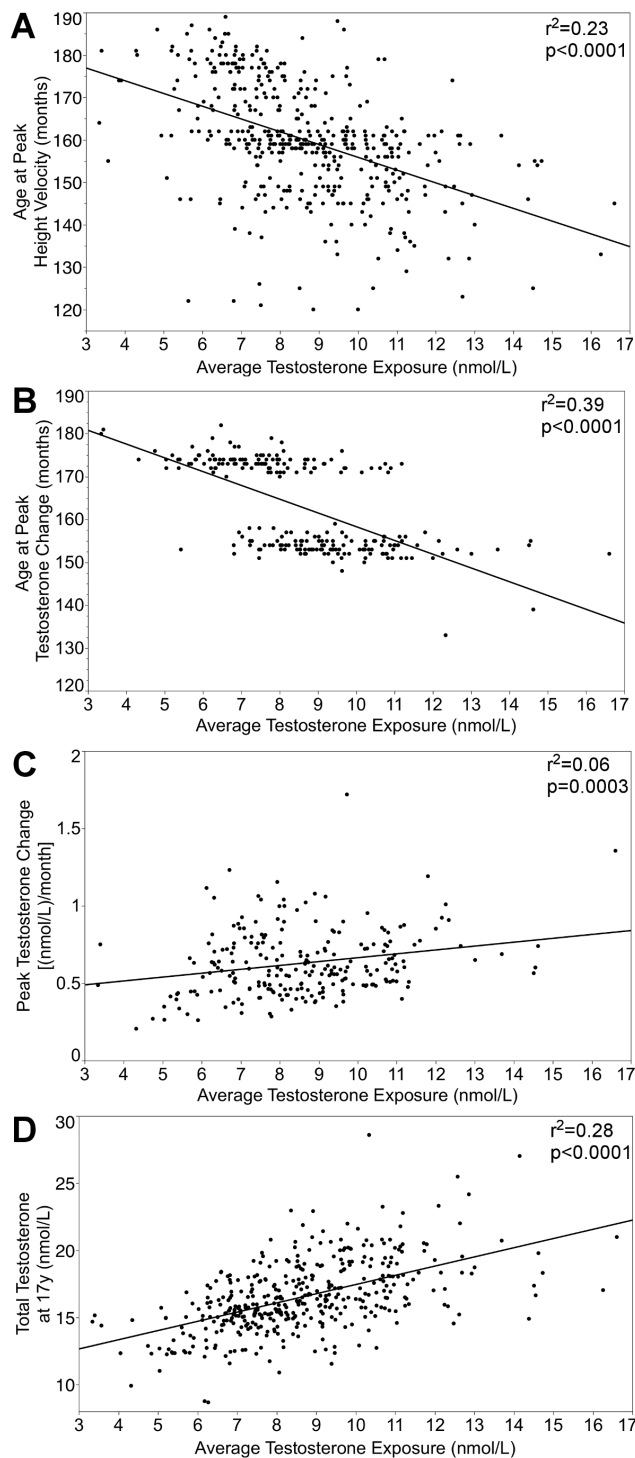 A
r²=0.23
p<0.0001
Age at Peak
Height Velocity (months)
190
180
170
160
150
140
130
120
3 4 5 6 7 8 9 10 11 12 13 14 15 16 17
Average Testosterone Exposure (nmol/L)
B
r²=0.39
p<0.0001
Age at Peak
Testosterone Change (months)
190
180
170
160
150
140
130
120
3 4 5 6 7 8 9 10 11 12 13 14 15 16 17
Average Testosterone Exposure (nmol/L)
C
r²=0.06
p=0.0003
Peak Testosterone Change
[(nmol/L)/month]
2
1.5
1
0.5
0
3 4 5 6 7 8 9 10 11 12 13 14 15 16 17
Average Testosterone Exposure (nmol/L)
D
r²=0.28
p<0.0001
Total Testosterone
at 17y (nmol/L)
30
25
20
15
10
3 4 5 6 7 8 9 10 11 12 13 14 15 16 17
Average Testosterone Exposure (nmol/L)